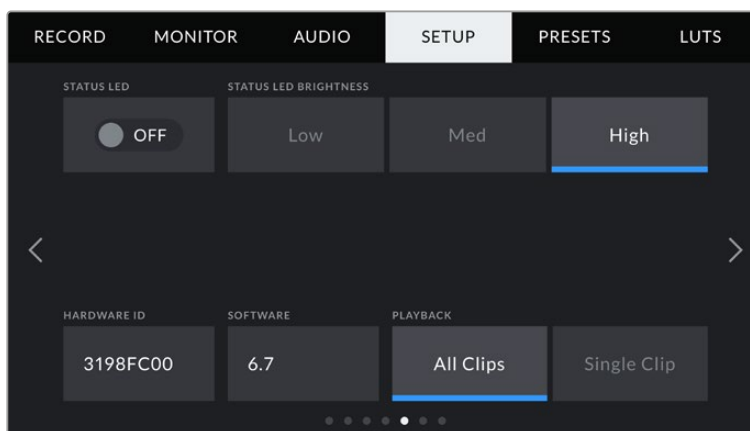 RECORD MONITOR AUDIO SETUP PRESETS LUTS
STATUS LED STATUS LED BRIGHTNESS
OFF Low Med High
HARDWARE ID SOFTWARE PLAYBACK
3198FC00 6.7 All Clips Single Clip